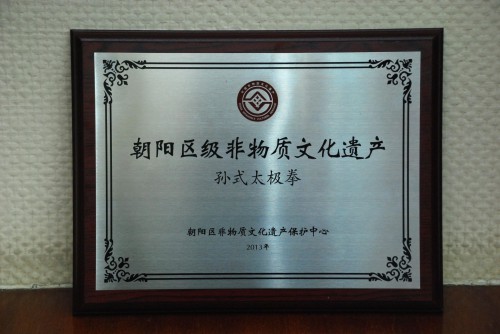 朝阳区级非物质文化遗产
孙式太极拳
朝阳区非物质文化遗产保护中心
2013年